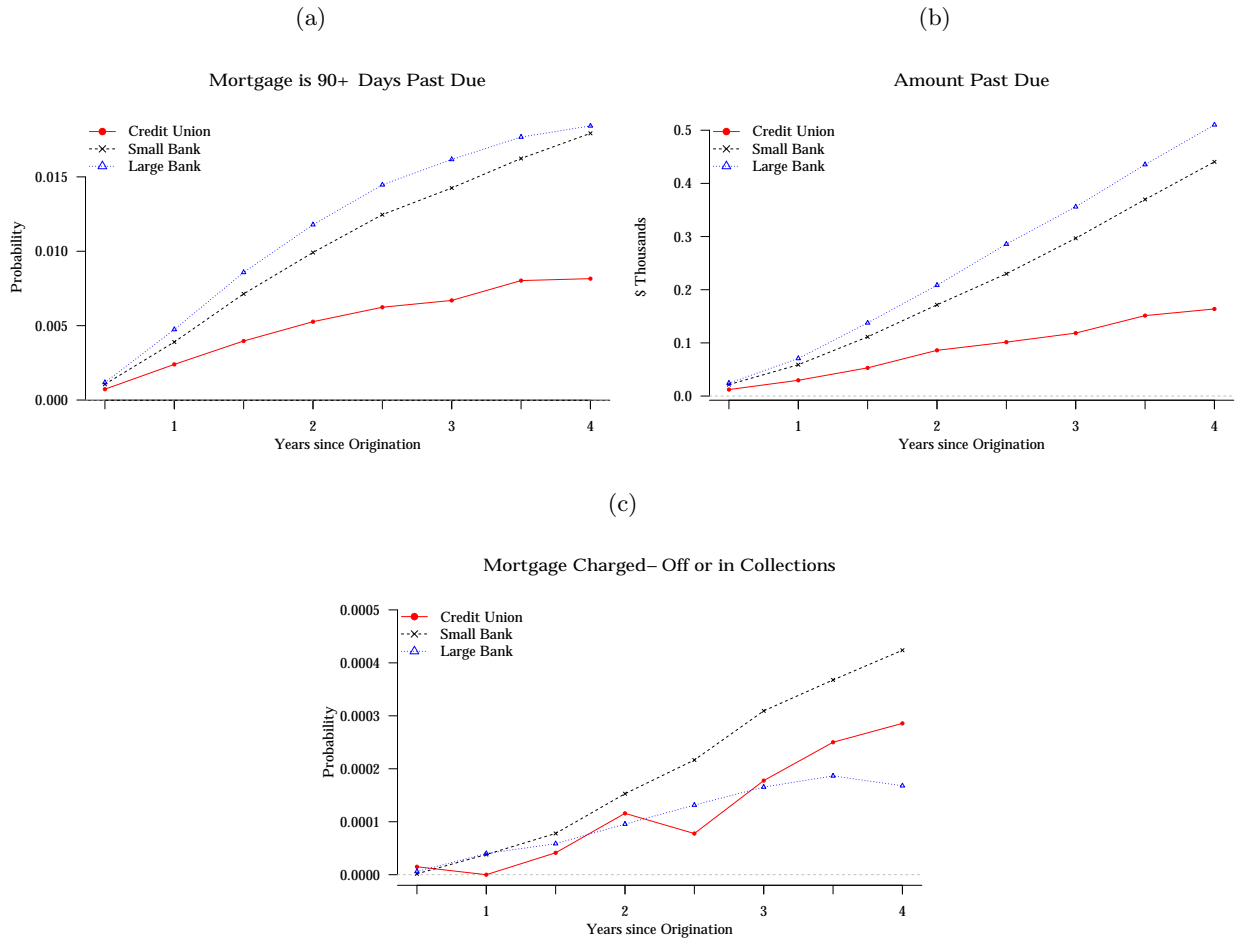 (a)
Mortgage is 90+ Days Past Due
Credit Union
Small Bank
Large Bank
0.015
0.010
0.005
0.000
Probability
1 2 3 4
Years since Origination
(b)
Amount Past Due
Credit Union
Small Bank
Large Bank
0.5
0.4
0.3
0.2
0.1
0.0
$ Thousands
1 2 3 4
Years since Origination
(c)
Mortgage Charged–Off or in Collections
Credit Union
Small Bank
Large Bank
0.0005
0.0004
0.0003
0.0002
0.0001
0.0000
Probability
1 2 3 4
Years since Origination